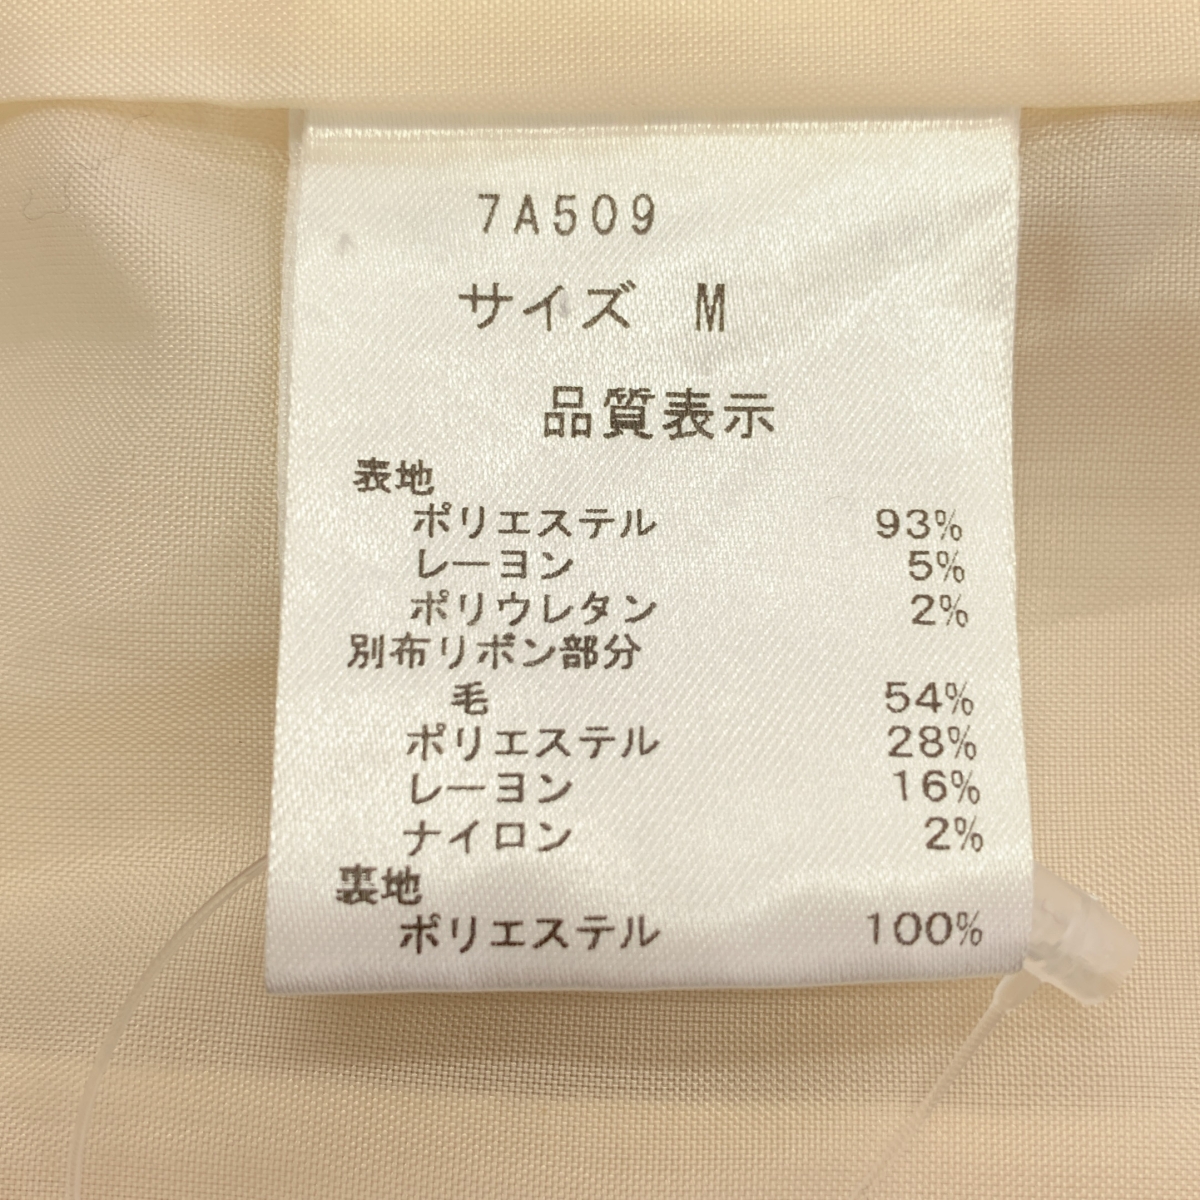 7A509
サイズ M
品質表示
表地
ポリエステル 93%
レーヨン 5%
ポリウレタン 2%
別布リボン部分
毛 54%
ポリエステル 28%
レーヨン 16%
ナイロン 2%
裏地
ポリエステル 100%